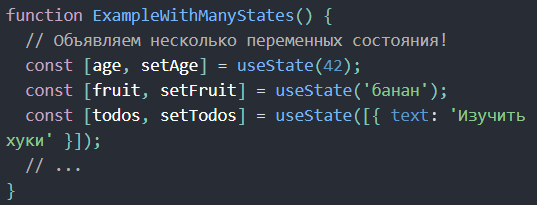 function ExampleWithManyStates() {
  // Объявляем несколько переменных состояния!
  const [age, setAge] = useState(42);
  const [fruit, setFruit] = useState('банан');
  const [todos, setTodos] = useState([{ text: 'Изучить
хуки' }]);
  // ...
}